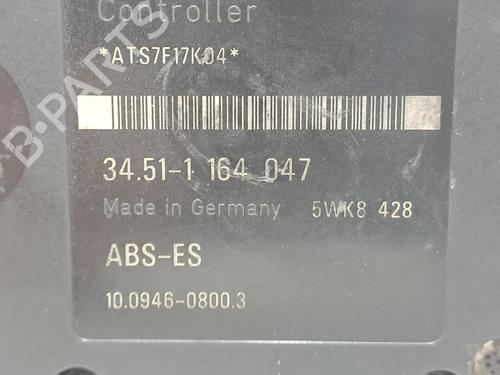 Controller
*ATS7F17K04*
34.51-1 164 047
Made in Germany 5WK8 428
ABS-ES
10.0946-0800.3
B-PARTS